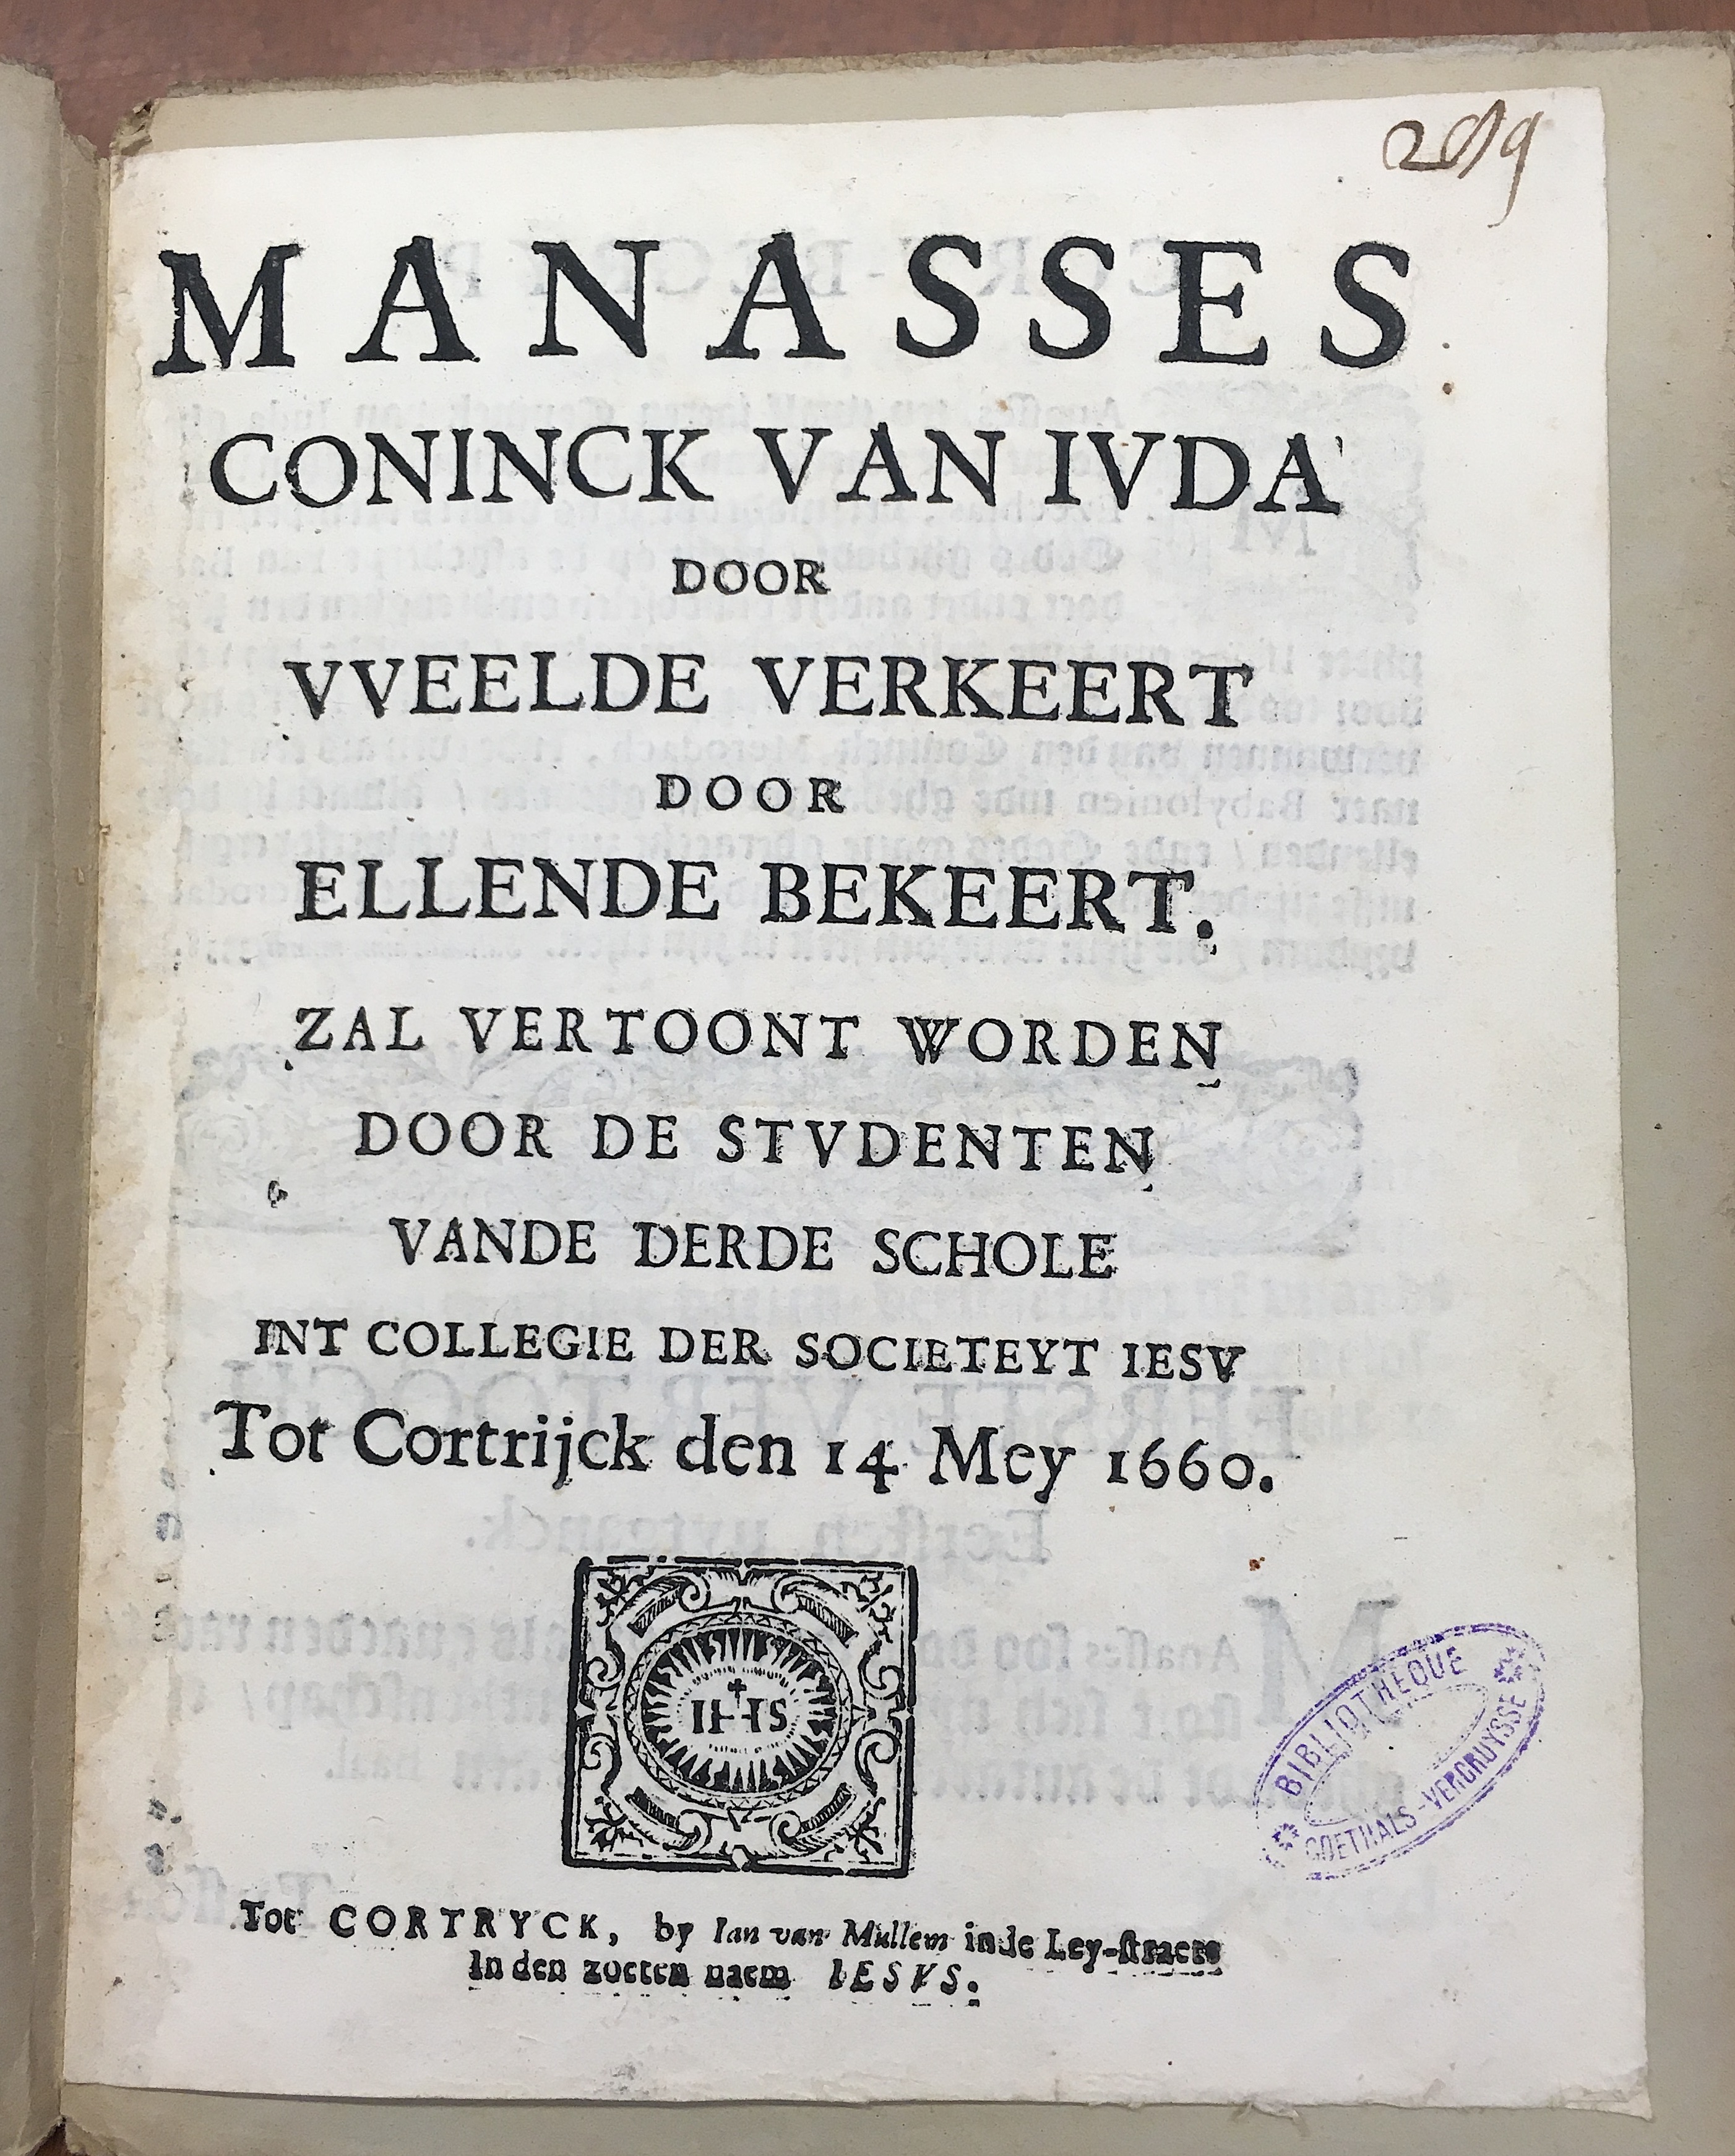 209
MANASSES
CONINCK VAN IVDA
DOOR
VVEELDE VERKEERT
DOOR
ELLENDE BEKEERT.
ZAL VERTOONT WORDEN
DOOR DE STVDENTEN
VANDE DERDE SCHOLE
INT COLLEGIE DER SOCIETEYT IESV
Tot Cortrijck den 14 Mey 1660.
IHS
BIBLIOTHEQUE
GOETHALS-VERCRUYSSE
Tot CORTRYCK, by Ian van Mullem inde Ley-straete
In den zoeten naem IESVS.